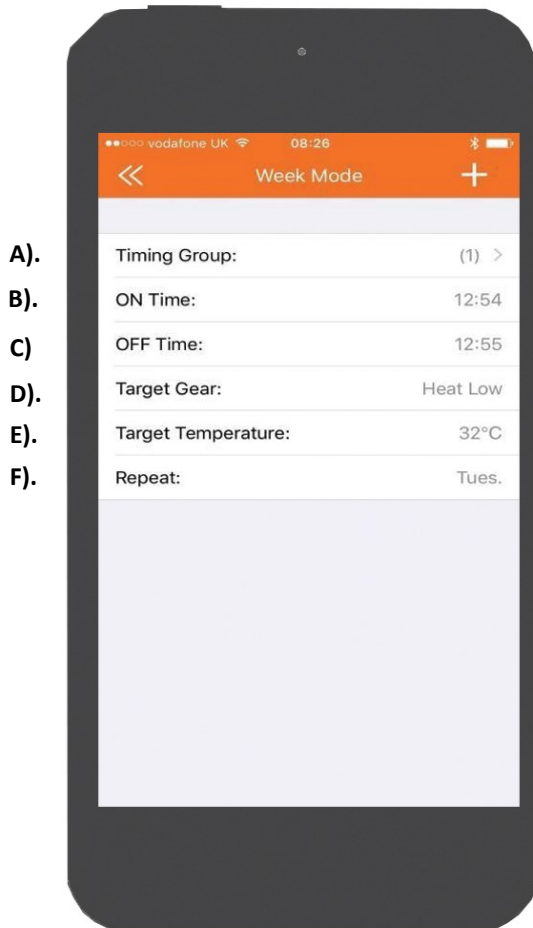 vodafone UK 08:26
Week Mode
A). Timing Group: (1) >
B). ON Time: 12:54
C) OFF Time: 12:55
D). Target Gear: Heat Low
E). Target Temperature: 32°C
F). Repeat: Tues.